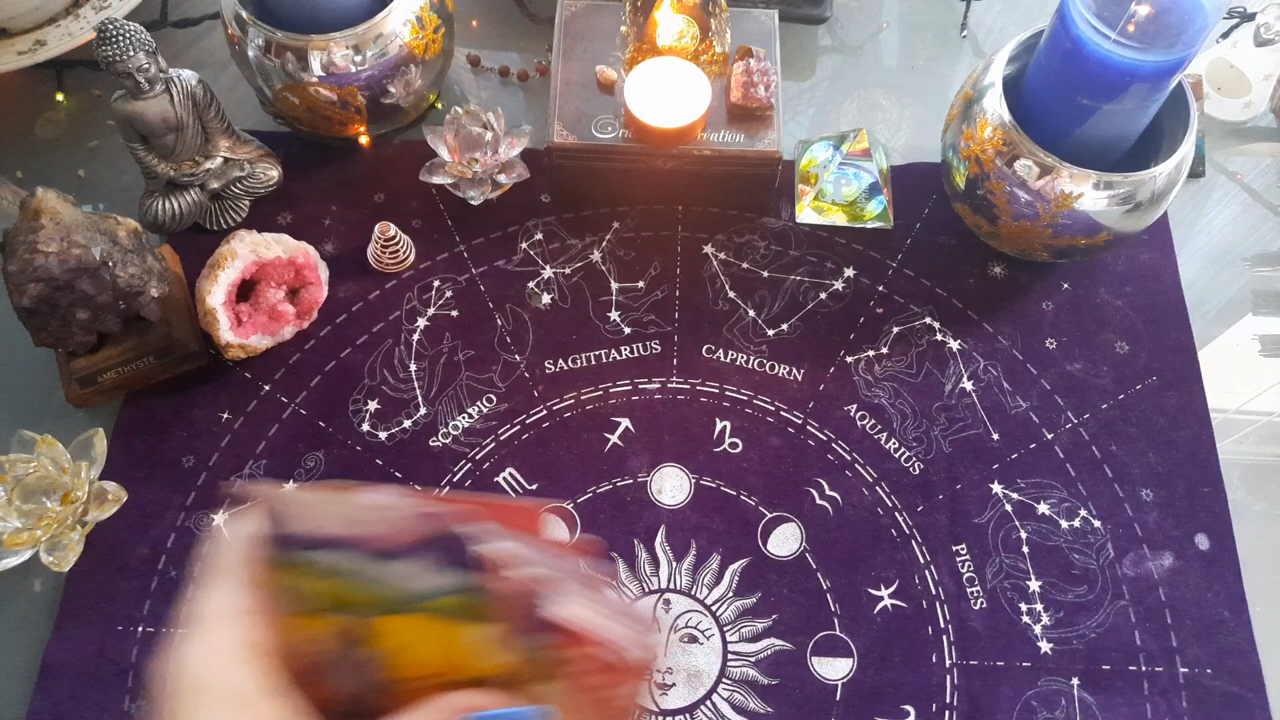 SAGITTARIUS
CAPRICORN
SCORPIO
AQUARIUS
PISCES
AMETHYSTE